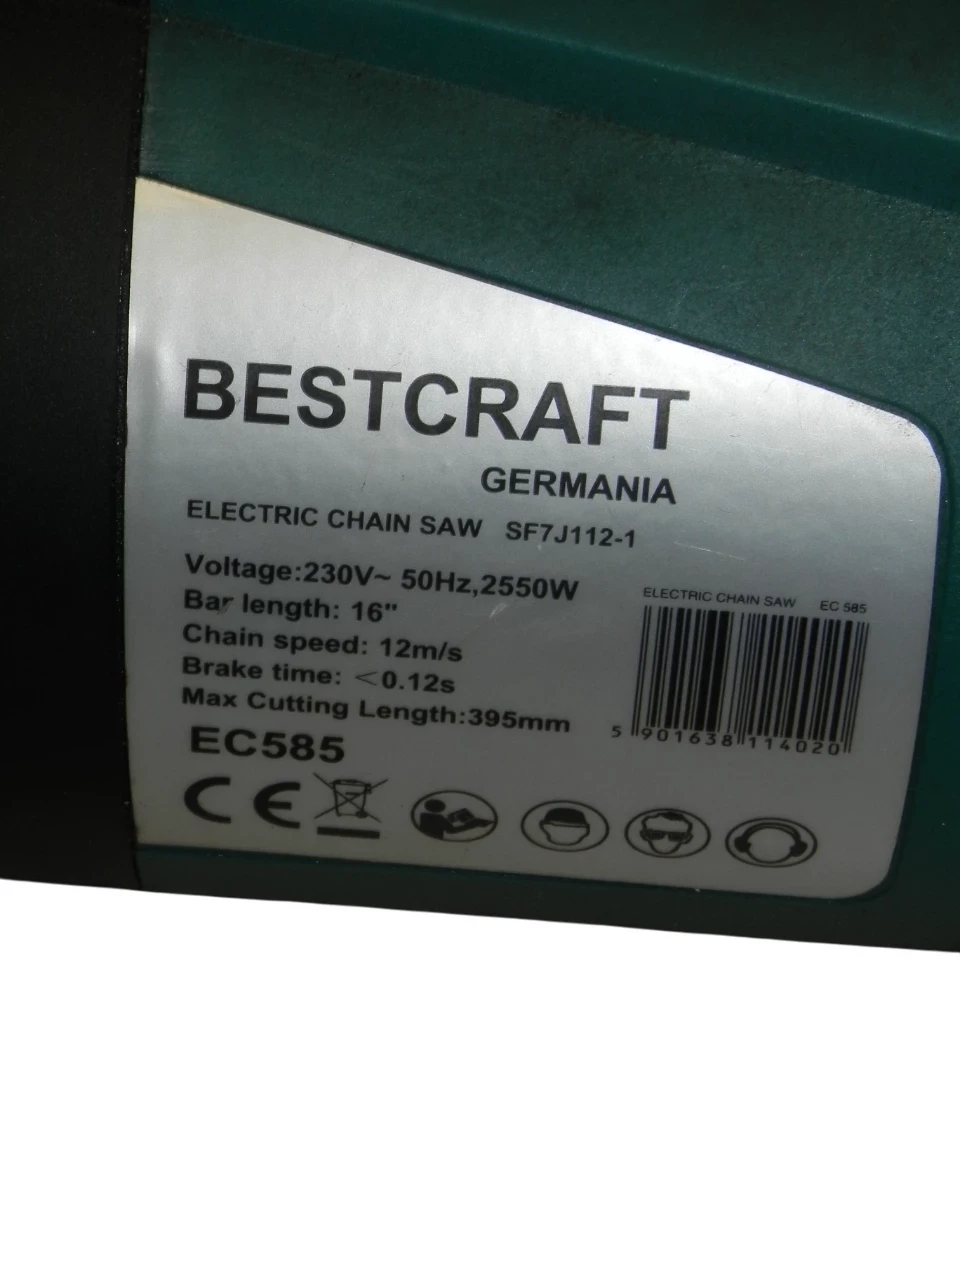 BESTCRAFT
GERMANIA
ELECTRIC CHAIN SAW SF7J112-1
Voltage:230V~ 50Hz,2550W
Bar length: 16"
Chain speed: 12m/s
Brake time: <0.12s
Max Cutting Length:395mm
EC585
CE
ELECTRIC CHAIN SAW EC 585
5 901638 114020